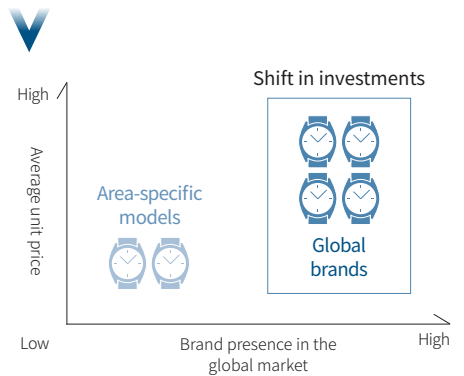 Shift in investments
High
Average unit price
Area-specific
models
Global
brands
Low
Brand presence in the
global market
High